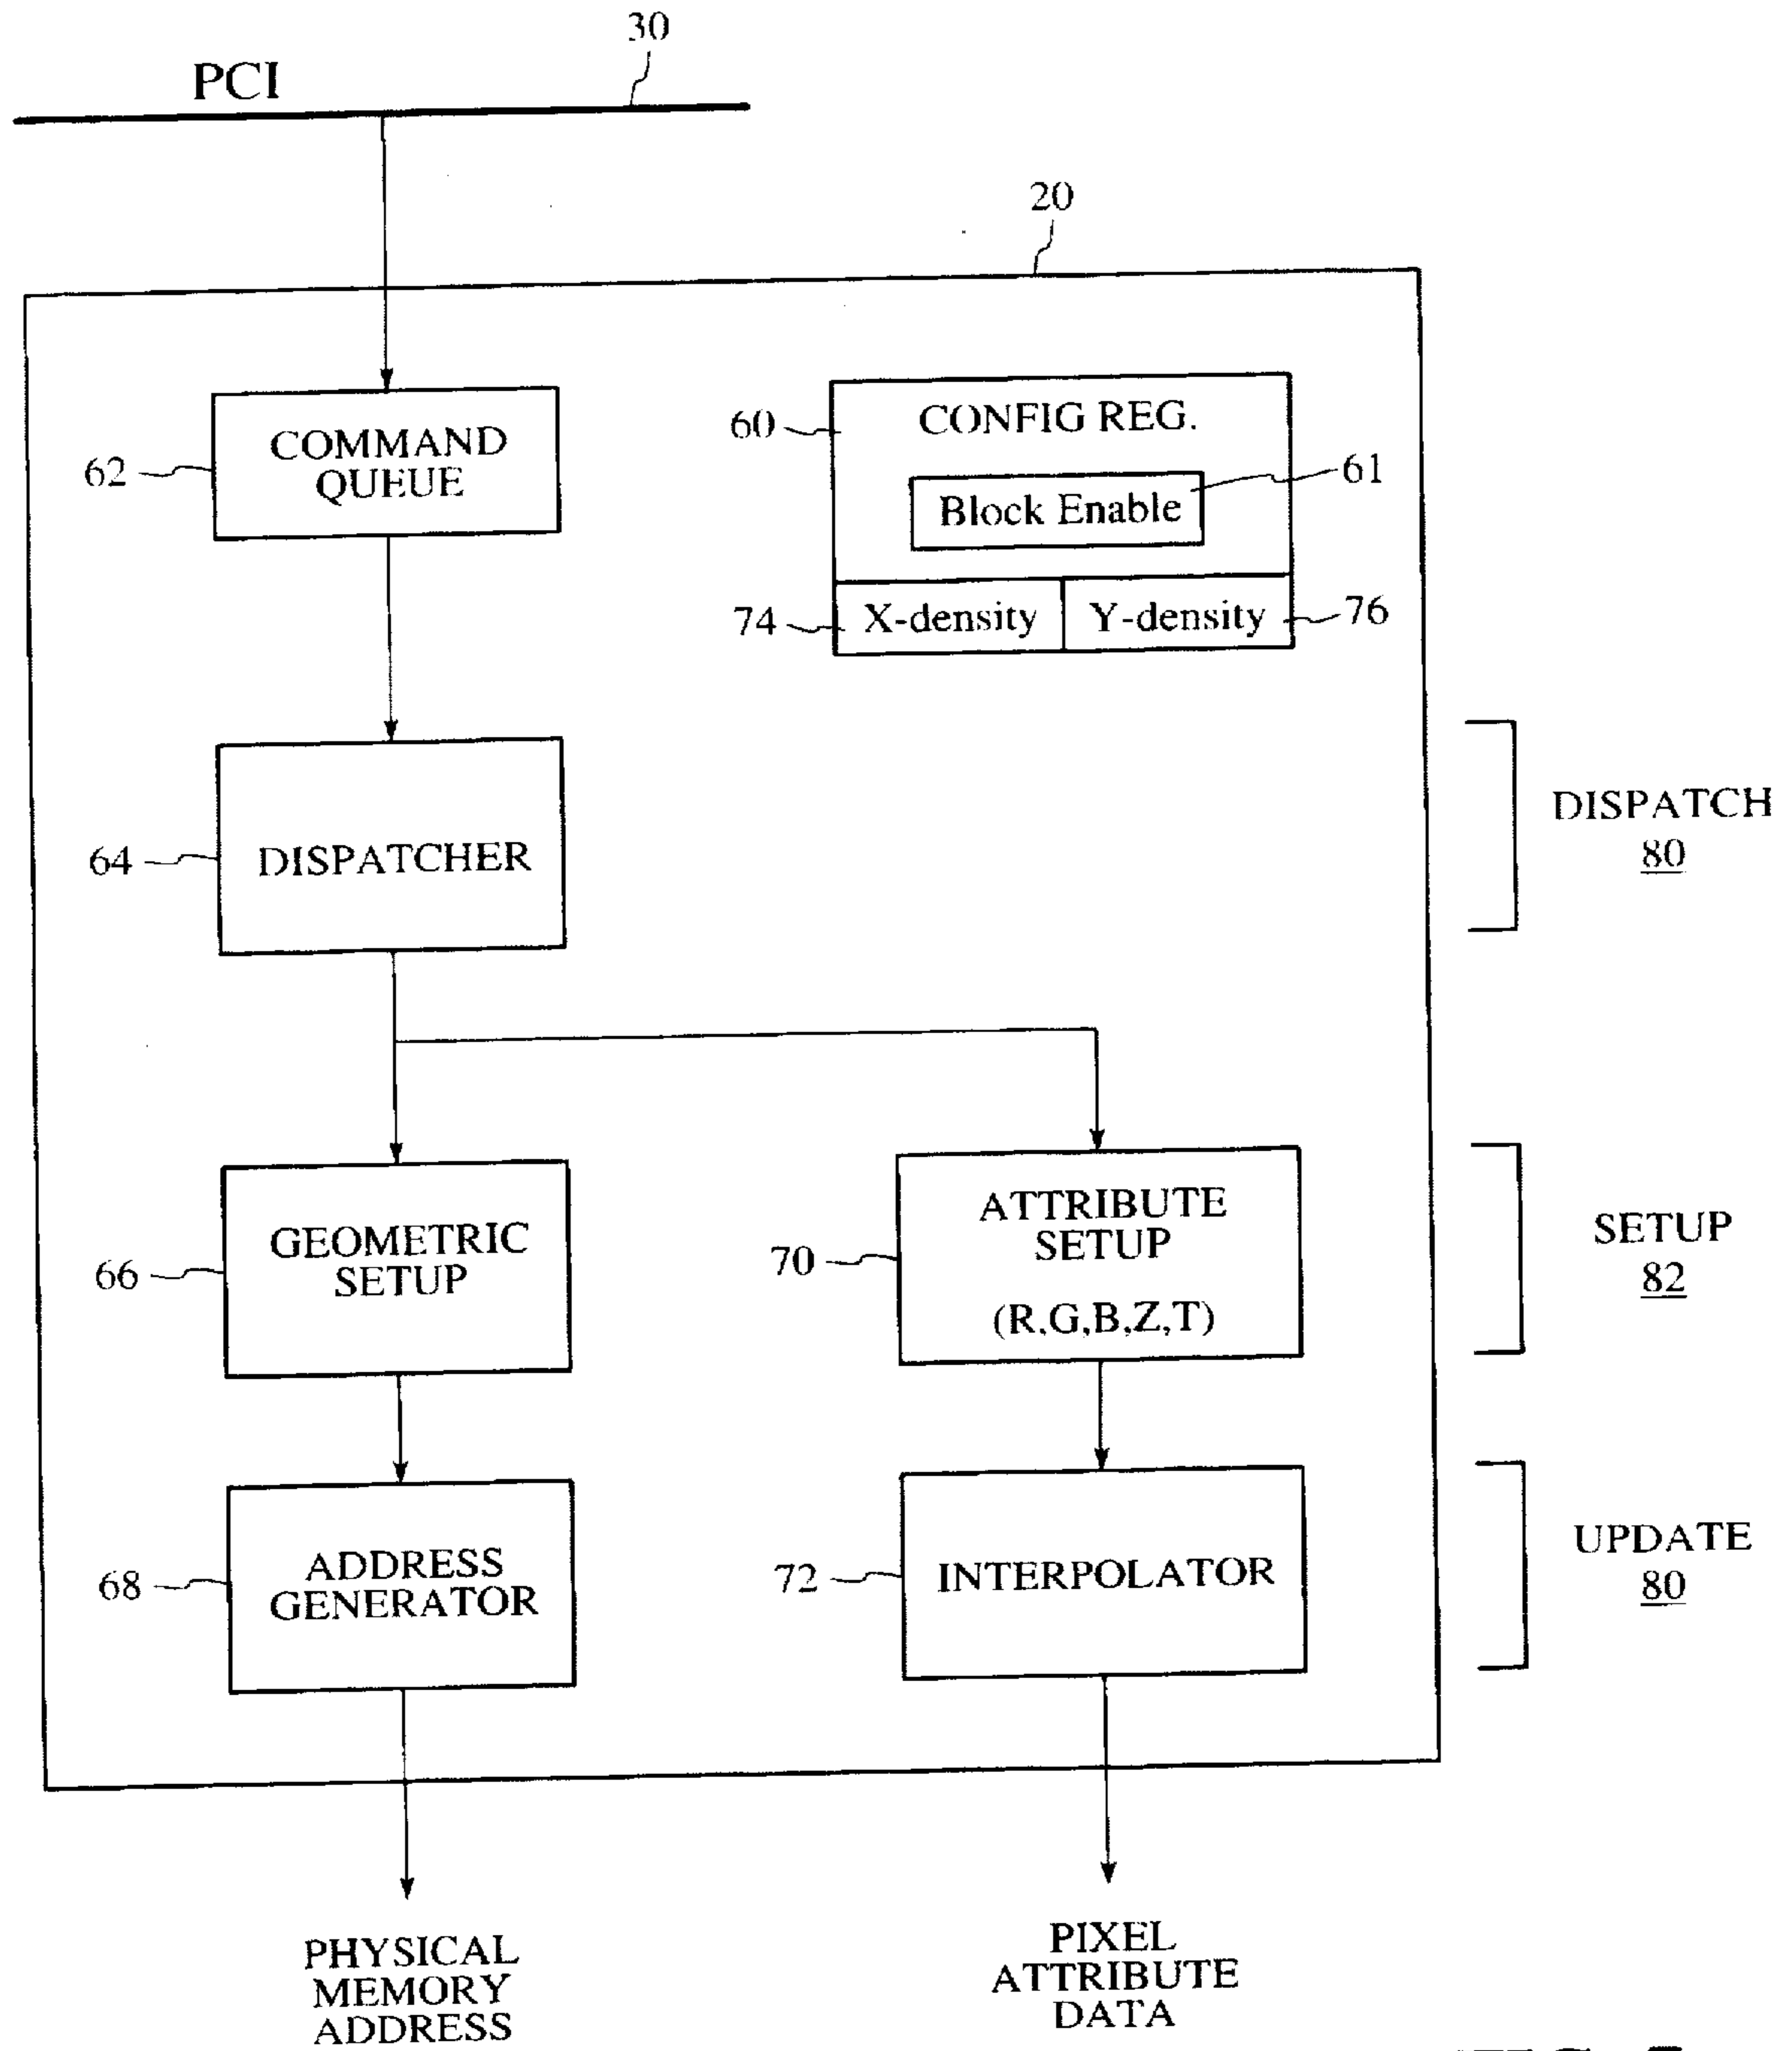 30
PCI
20
COMMAND
QUEUE
62
60
CONFIG REG.
61
Block Enable
74
X-density
Y-density
76
DISPATCHER
64
DISPATCH
80
GEOMETRIC
SETUP
66
ATTRIBUTE
SETUP
(R,G,B,Z,T)
70
SETUP
82
ADDRESS
GENERATOR
68
INTERPOLATOR
72
UPDATE
80
PHYSICAL
MEMORY
ADDRESS
PIXEL
ATTRIBUTE
DATA